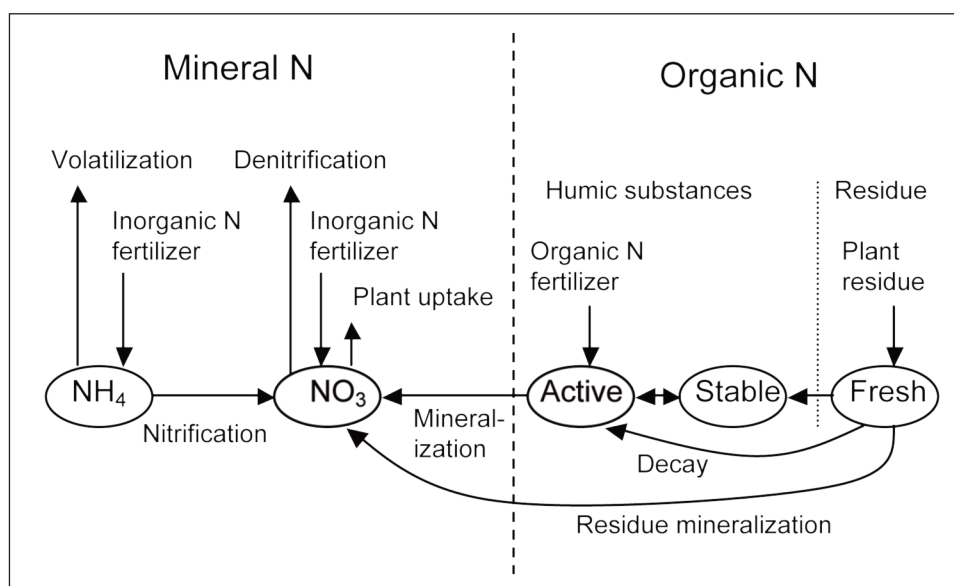 Mineral N
Organic N
Volatilization
Denitrification
Inorganic N
fertilizer
Inorganic N
fertilizer
Plant uptake
Humic substances
Residue
Organic N
fertilizer
Plant
residue
NH₄
NO₃
Active
Stable
Fresh
Nitrification
Mineral-
ization
Decay
Residue mineralization